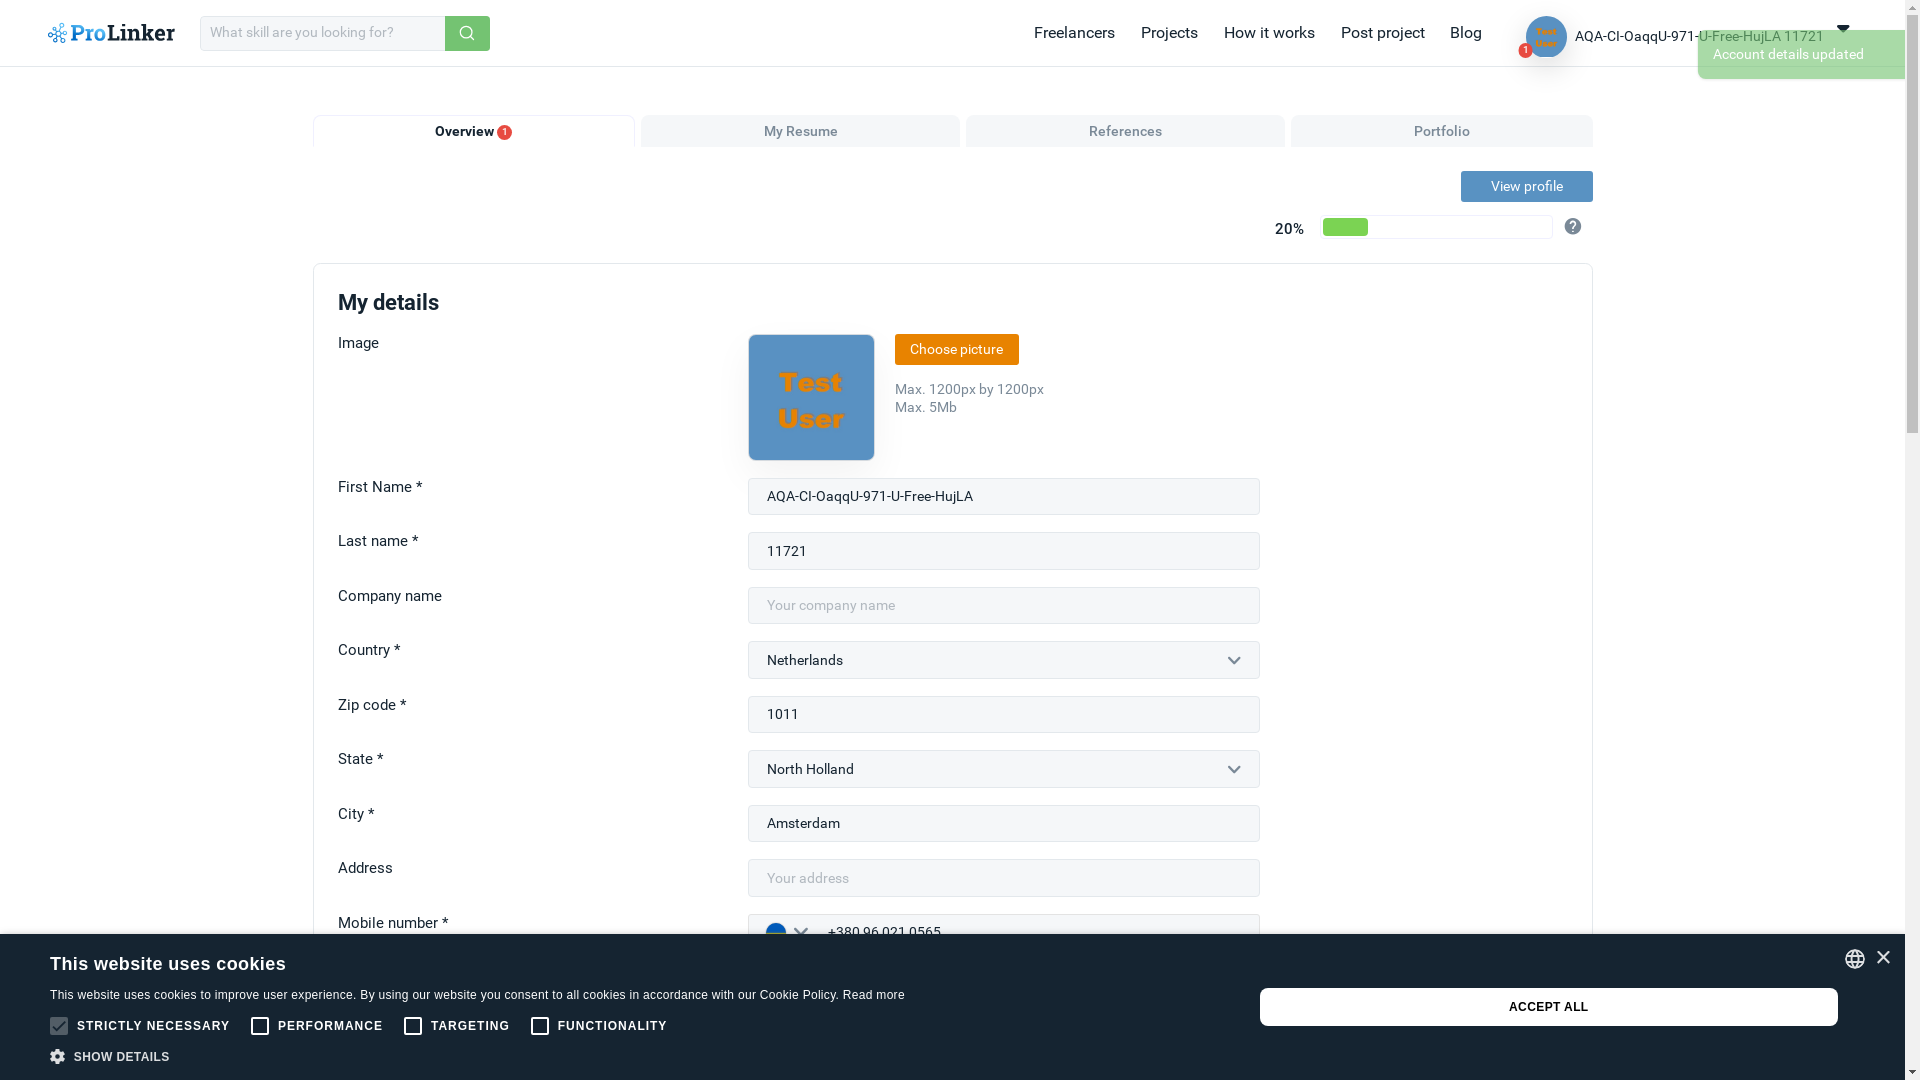 ProLinker
What skill are you looking for?
Freelancers
Projects
How it works
Post project
Blog
Test
User
1
AQA-CI-OaqqU-971-U-Free-HujLA 11721
Account details updated
Overview 1
My Resume
References
Portfolio
View profile
20%
?
My details
Image
Test
User
Choose picture
Max. 1200px by 1200px
Max. 5Mb
First Name *
AQA-CI-OaqqU-971-U-Free-HujLA
Last name *
11721
Company name
Your company name
Country *
Netherlands
Zip code *
1011
State *
North Holland
City *
Amsterdam
Address
Your address
Mobile number *
+380 96 021 0565
This website uses cookies
This website uses cookies to improve user experience. By using our website you consent to all cookies in accordance with our Cookie Policy. Read more
STRICTLY NECESSARY
PERFORMANCE
TARGETING
FUNCTIONALITY
SHOW DETAILS
ACCEPT ALL